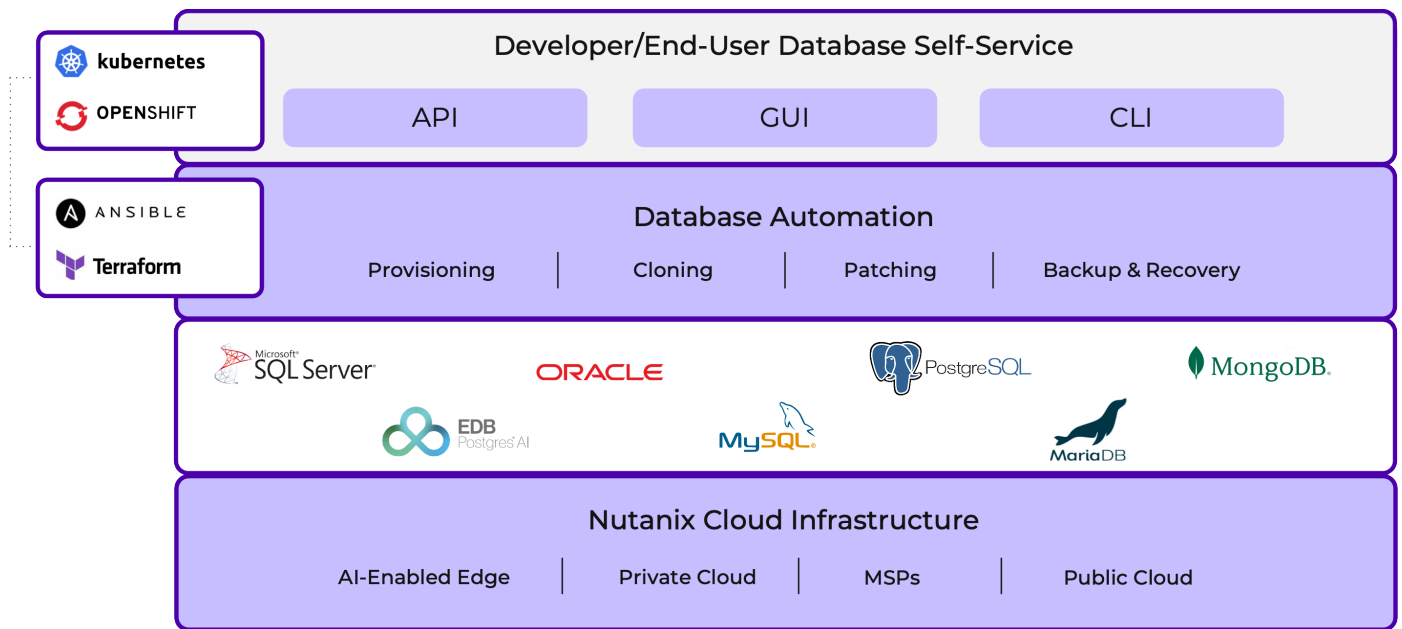 Developer/End-User Database Self-Service
kubernetes
OPENSHIFT
API GUI CLI
ANSIBLE
Terraform
Database Automation
Provisioning Cloning Patching Backup & Recovery
Microsoft®
SQL Server®
ORACLE
PostgreSQL
MongoDB®
EDB
Postgres® AI
MySQL®
MariaDB
Nutanix Cloud Infrastructure
AI-Enabled Edge Private Cloud MSPs Public Cloud